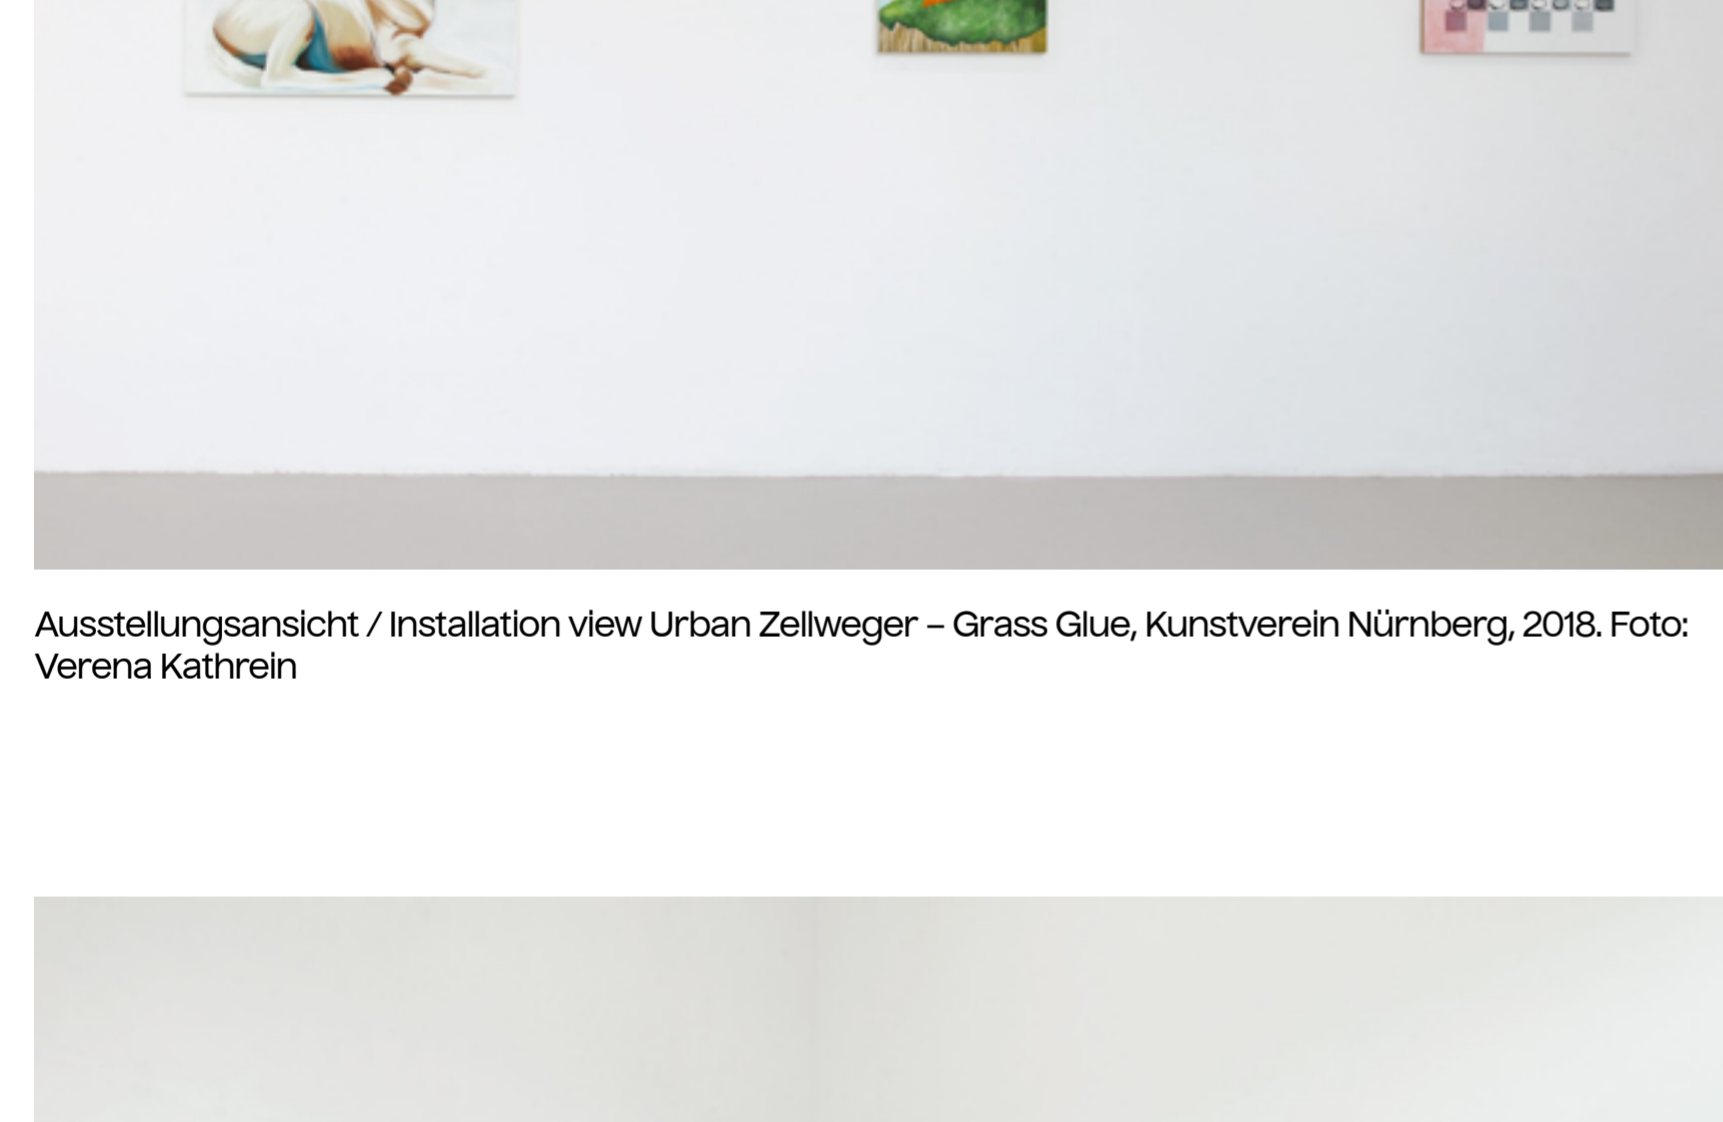 Ausstellungsansicht / Installation view Urban Zellweger – Grass Glue, Kunstverein Nürnberg, 2018. Foto:
Verena Kathrein